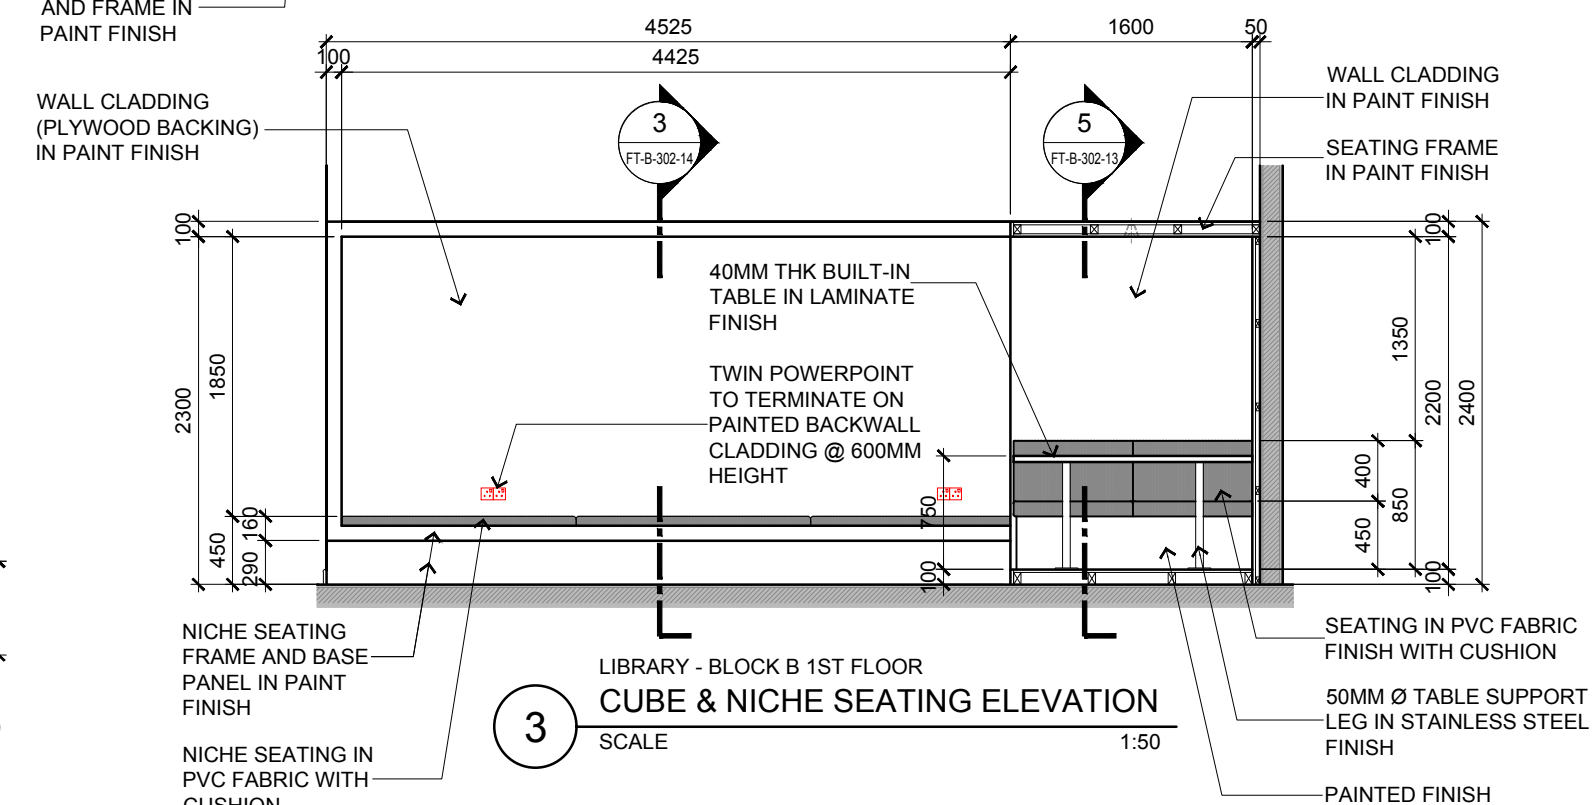 AND FRAME IN
PAINT FINISH
4525
1600
50
100
4425
WALL CLADDING
(PLYWOOD BACKING)
IN PAINT FINISH
3
FT-B-302-14
5
FT-B-302-13
WALL CLADDING
IN PAINT FINISH
SEATING FRAME
IN PAINT FINISH
100
2300
1850
450
160
290
40MM THK BUILT-IN
TABLE IN LAMINATE
FINISH
TWIN POWERPOINT
TO TERMINATE ON
PAINTED BACKWALL
CLADDING @ 600MM
HEIGHT
750
100
1350
400
450
850
100
2200
100
2400
NICHE SEATING
FRAME AND BASE
PANEL IN PAINT
FINISH
NICHE SEATING IN
PVC FABRIC WITH
CUSHION
LIBRARY - BLOCK B 1ST FLOOR
3
CUBE & NICHE SEATING ELEVATION
SCALE
1:50
SEATING IN PVC FABRIC
FINISH WITH CUSHION
50MM Ø TABLE SUPPORT
LEG IN STAINLESS STEEL
FINISH
PAINTED FINISH